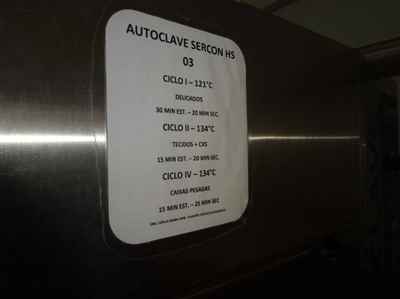 AUTOCLAVE SERCON HS
03
CICLO I – 121°C
DELICADOS
30 MIN EST. – 20 MIN SEC.
CICLO II – 134°C
TECIDOS + CXS
15 MIN EST. – 20 MIN SEC.
CICLO IV – 134°C
CAIXAS PESADAS
15 MIN EST. – 25 MIN SEC